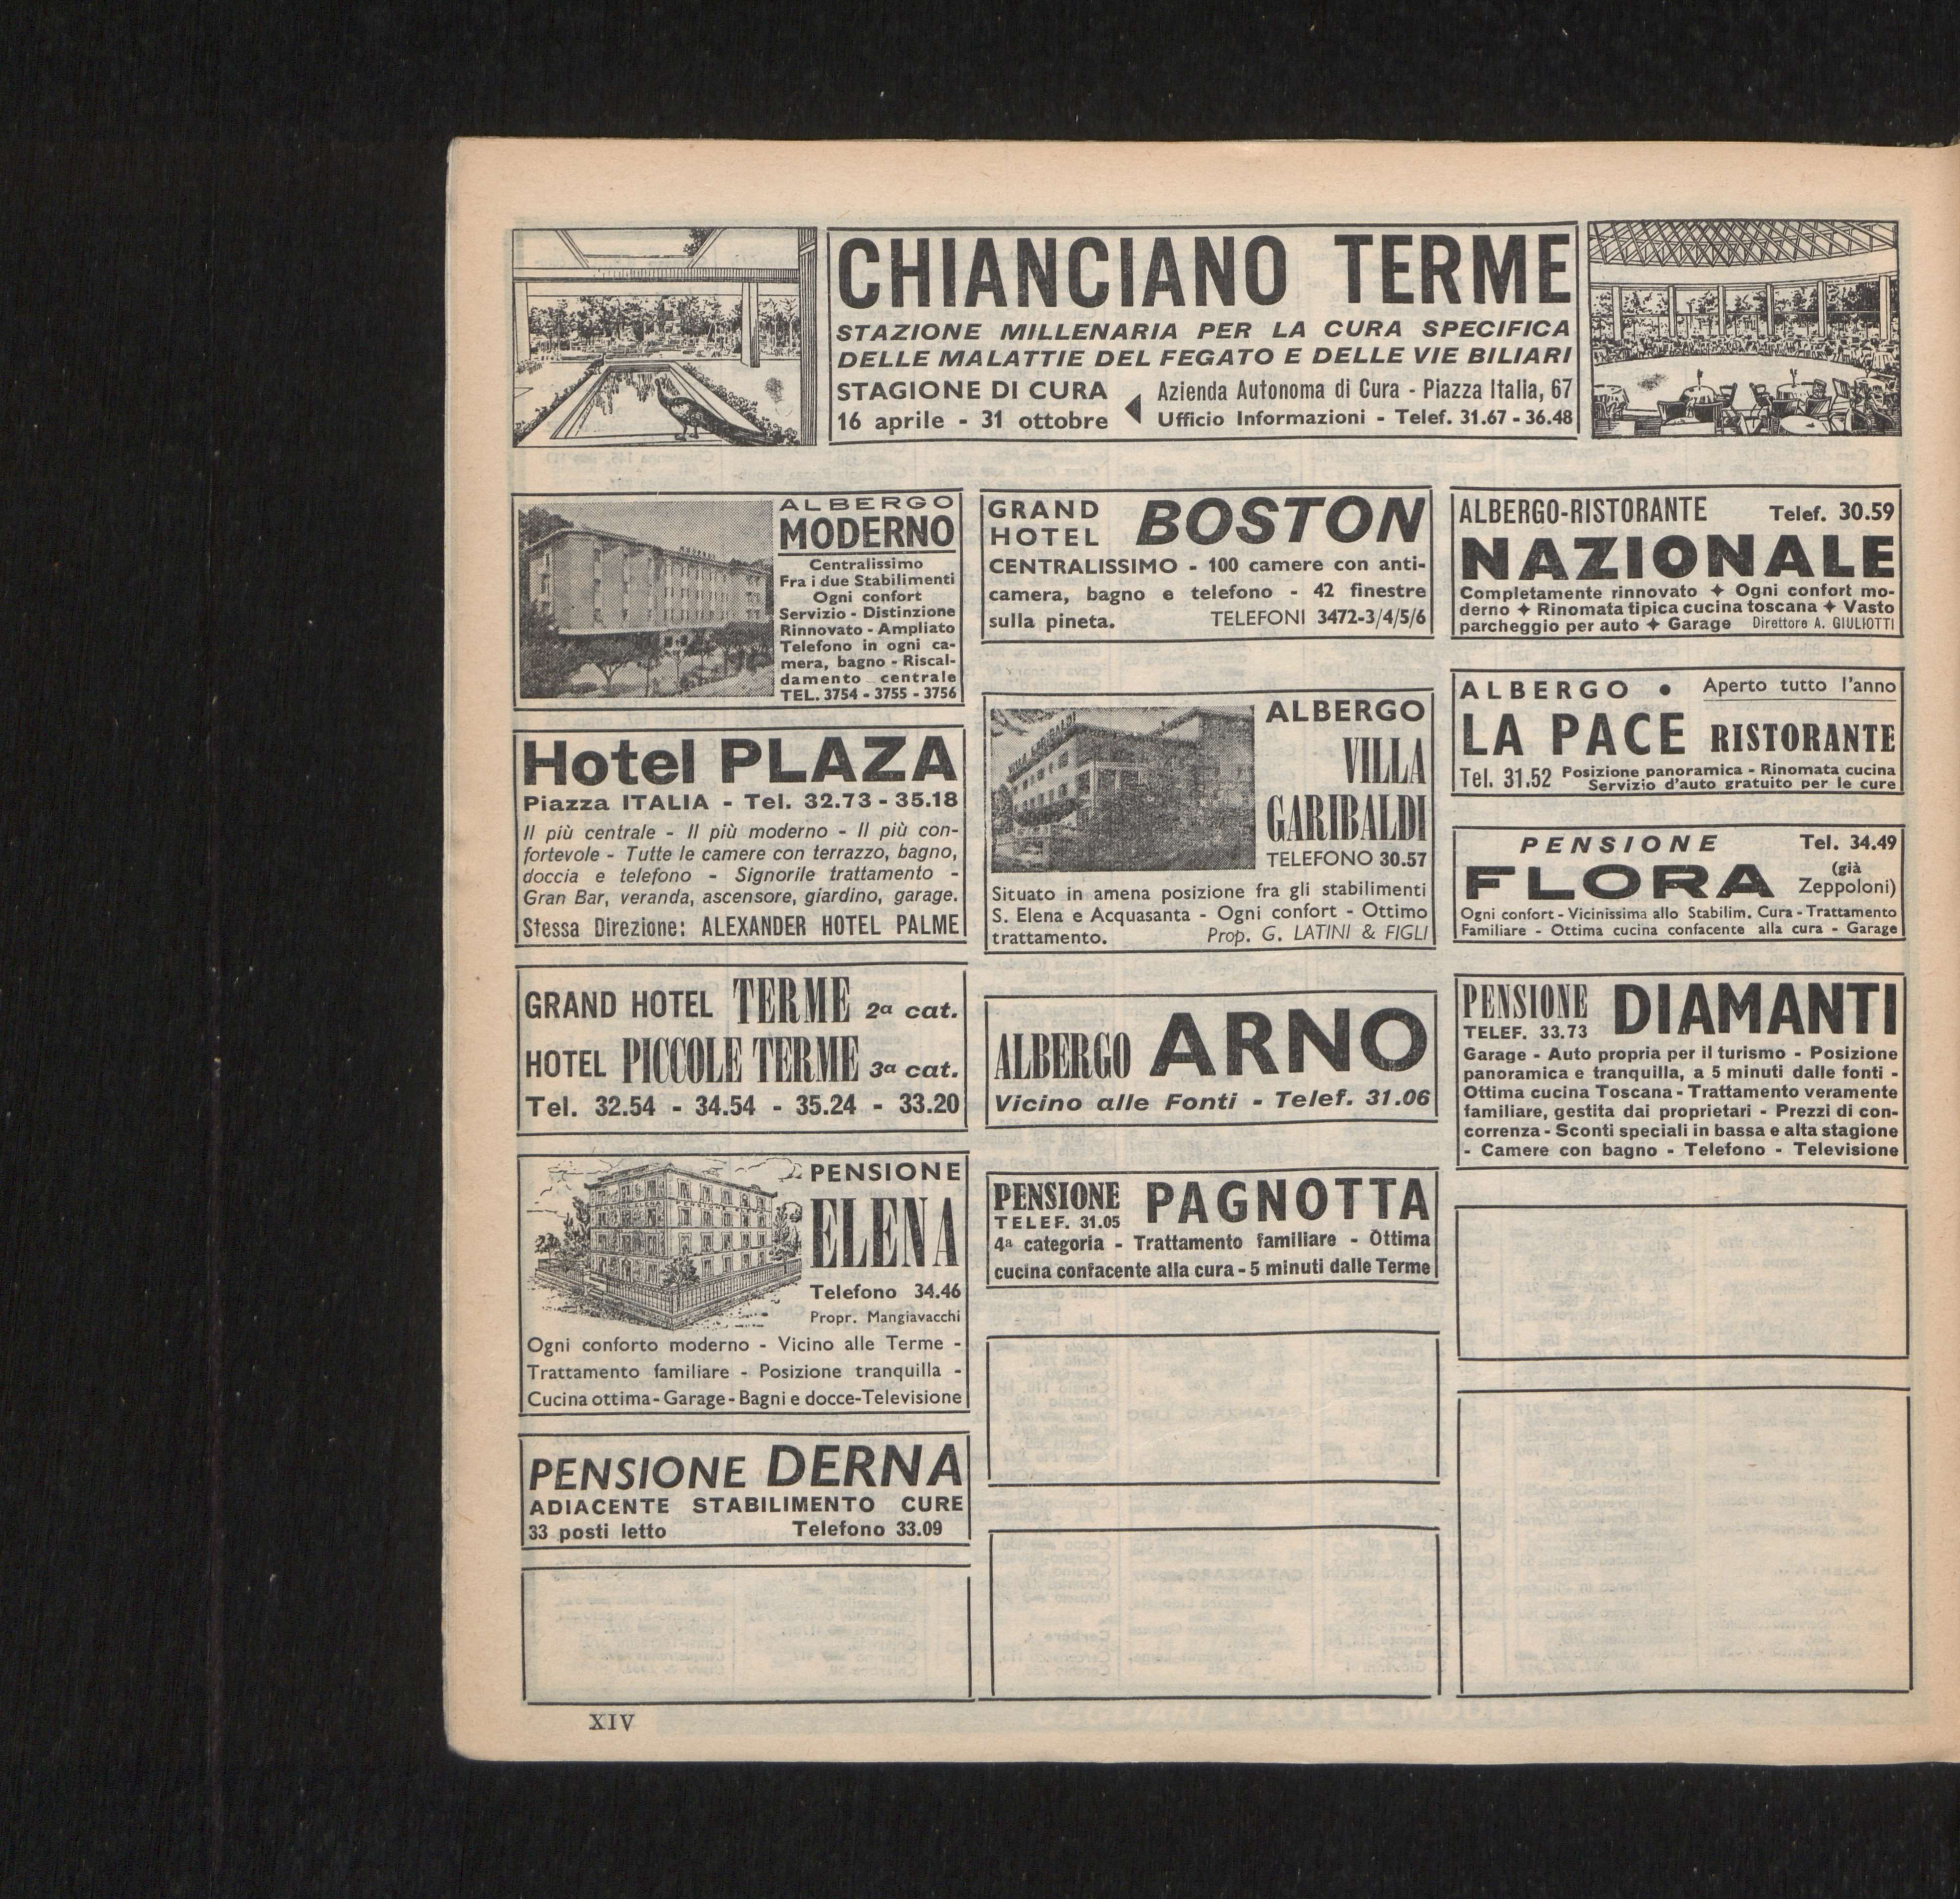 CHIANCIANO TERME
STAZIONE MILLENARIA PER LA CURA SPECIFICA
DELLE MALATTIE DEL FEGATO E DELLE VIE BILIARI
STAGIONE DI CURA
16 aprile - 31 ottobre
Azienda Autonoma di Cura - Piazza Italia, 67
Ufficio Informazioni - Telef. 31.67 - 36.48
ALBERGO
MODERNO
Centralissimo
Fra i due Stabilimenti
Ogni confort
Servizio - Distinzione
Rinnovato - Ampliato
Telefono in ogni ca-
mera, bagno - Riscal-
damento centrale
TEL. 3754 - 3755 - 3756
Hotel PLAZA
Piazza ITALIA - Tel. 32.73 - 35.18
Il più centrale - Il più moderno - Il più con-
fortevole - Tutte le camere con terrazzo, bagno,
doccia e telefono - Signorile trattamento -
Gran Bar, veranda, ascensore, giardino, garage.
Stessa Direzione: ALEXANDER HOTEL PALME
GRAND HOTEL TERME 2a cat.
HOTEL PICCOLE TERME 3a cat.
Tel. 32.54 - 34.54 - 35.24 - 33.20
PENSIONE
ELENA
Telefono 34.46
Propr. Mangiavacchi
Ogni conforto moderno - Vicino alle Terme -
Trattamento familiare - Posizione tranquilla -
Cucina ottima - Garage - Bagni e docce - Televisione
PENSIONE DERNA
ADIACENTE STABILIMENTO CURE
33 posti letto Telefono 33.09
GRAND
HOTEL
BOSTON
CENTRALISSIMO - 100 camere con anti-
camera, bagno e telefono - 42 finestre
sulla pineta. TELEFONI 3472-3/4/5/6
VILLA GARIBALDI
ALBERGO
VILLA
GARIBALDI
TELEFONO 30.57
Situato in amena posizione fra gli stabilimenti
S. Elena e Acquasanta - Ogni confort - Ottimo
trattamento. Prop. G. LATINI & FIGLI
ALBERGO ARNO
Vicino alle Fonti - Telef. 31.06
PENSIONE
TELEF. 31.05
PAGNOTTA
4a categoria - Trattamento familiare - Ottima
cucina confacente alla cura - 5 minuti dalle Terme
ALBERGO-RISTORANTE Telef. 30.59
NAZIONALE
Completamente rinnovato ✦ Ogni confort mo-
derno ✦ Rinomata tipica cucina toscana ✦ Vasto
parcheggio per auto ✦ Garage Direttore A. GIULIOTTI
ALBERGO • Aperto tutto l'anno
LA PACE RISTORANTE
Tel. 31.52
Posizione panoramica - Rinomata cucina
Servizio d'auto gratuito per le cure
PENSIONE Tel. 34.49
FLORA
(già
Zeppoloni)
Ogni confort - Vicinissima allo Stabilim. Cura - Trattamento
Familiare - Ottima cucina confacente alla cura - Garage
PENSIONE
TELEF. 33.73
DIAMANTI
Garage - Auto propria per il turismo - Posizione
panoramica e tranquilla, a 5 minuti dalle fonti -
Ottima cucina Toscana - Trattamento veramente
familiare, gestita dai proprietari - Prezzi di con-
correnza - Sconti speciali in bassa e alta stagione
- Camere con bagno - Telefono - Televisione
XIV